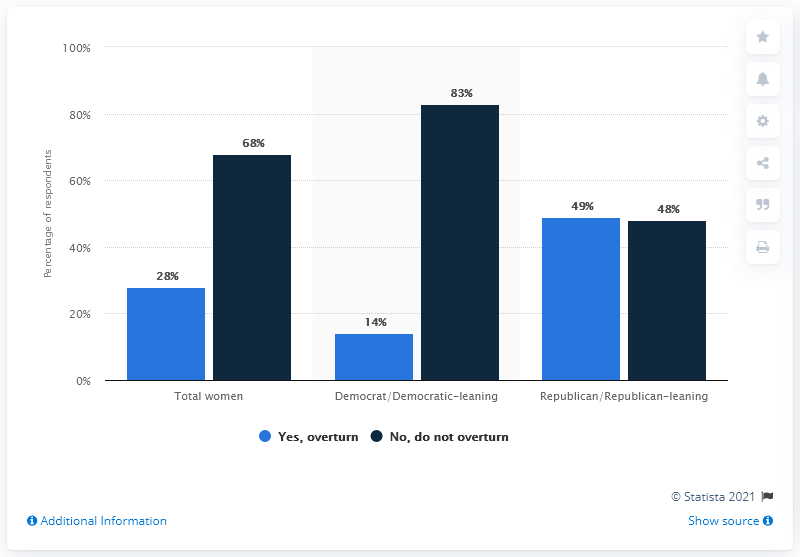 100%
80%
60%
40%
20%
0%
Percentage of respondents
28%
68%
14%
83%
49%
48%
Total women
Democrat/Democratic-leaning
Republican/Republican-leaning
Yes, overturn
No, do not overturn
© Statista 2021
Additional Information
Show source